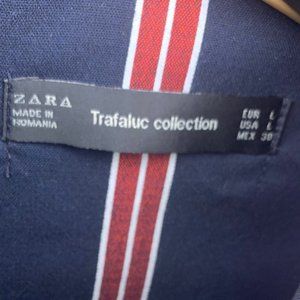 ZARA
MADE IN
ROMANIA
Trafaluc collection
EUR L
USA L
MEX 30